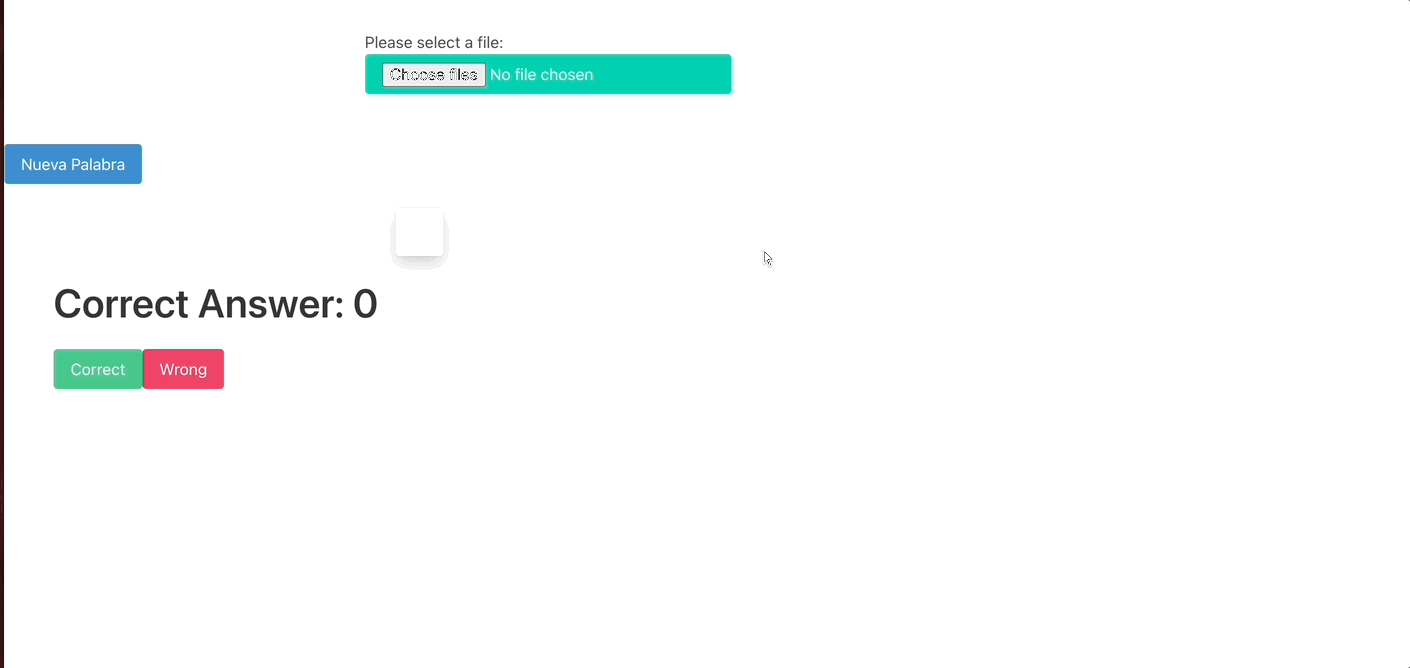 Please select a file:
Choose files No file chosen
Nueva Palabra
Correct Answer: 0
Correct Wrong